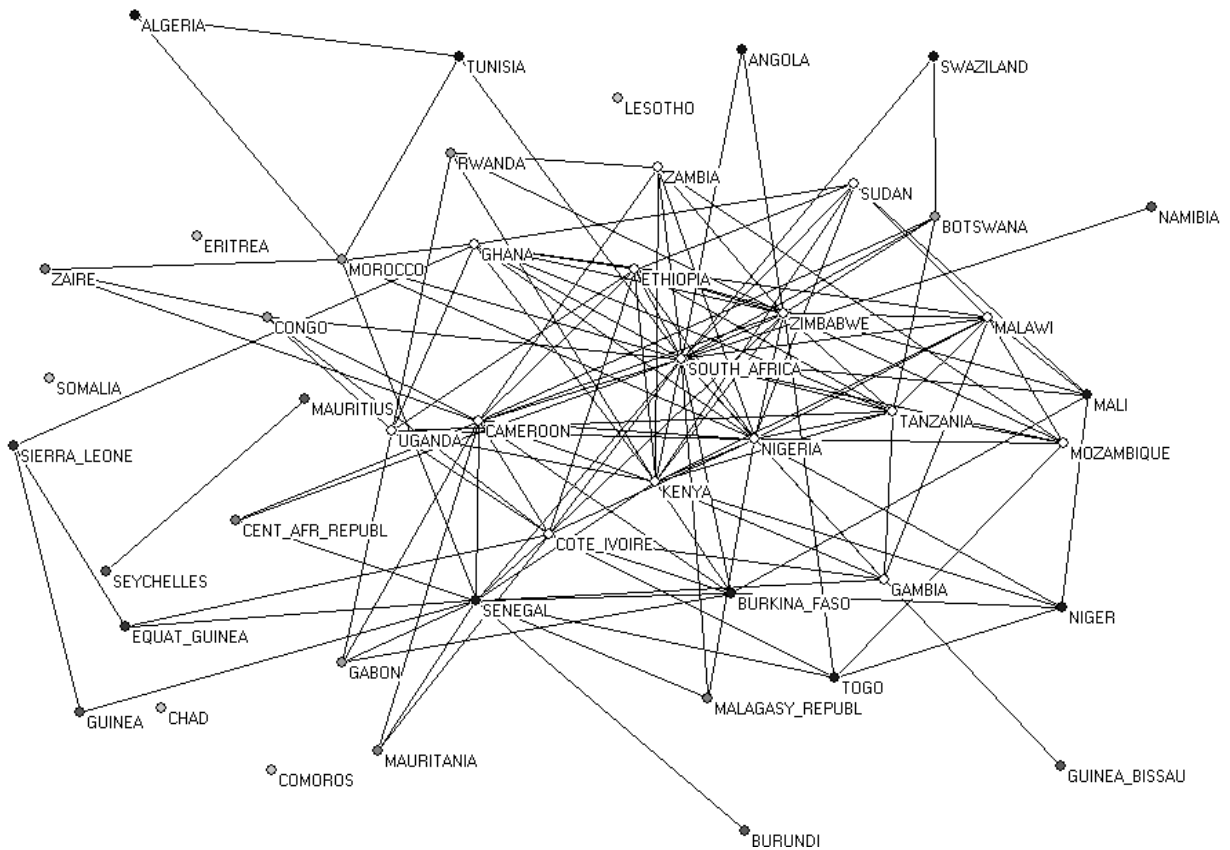 ALGERIA
TUNISIA
ANGOLA
SWAZILAND
LESOTHO
RWANDA
ZAMBIA
SUDAN
NAMIBIA
BOTSWANA
ERITREA
GHANA
MOROCCO
ETHIOPIA
ZAIRE
CONGO
ZIMBABWE
MALAWI
SOUTH_AFRICA
SOMALIA
MAURITIUS
MALI
TANZANIA
CAMEROON
UGANDA
NIGERIA
SIERRA_LEONE
MOZAMBIQUE
KENYA
CENT_AFR_REPUBL
COTE_IVOIRE
SEYCHELLES
GAMBIA
BURKINA_FASO
SENEGAL
NIGER
EQUAT_GUINEA
GABON
TOGO
MALAGASY_REPUBL
CHAD
GUINEA
MAURITANIA
GUINEA_BISSAU
COMOROS
BURUNDI